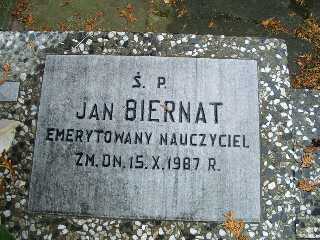 Ś. P.
JAN BIERNAT
EMERYTOWANY NAUCZYCIEL
ZM. DN. 15. X. 1987 R.